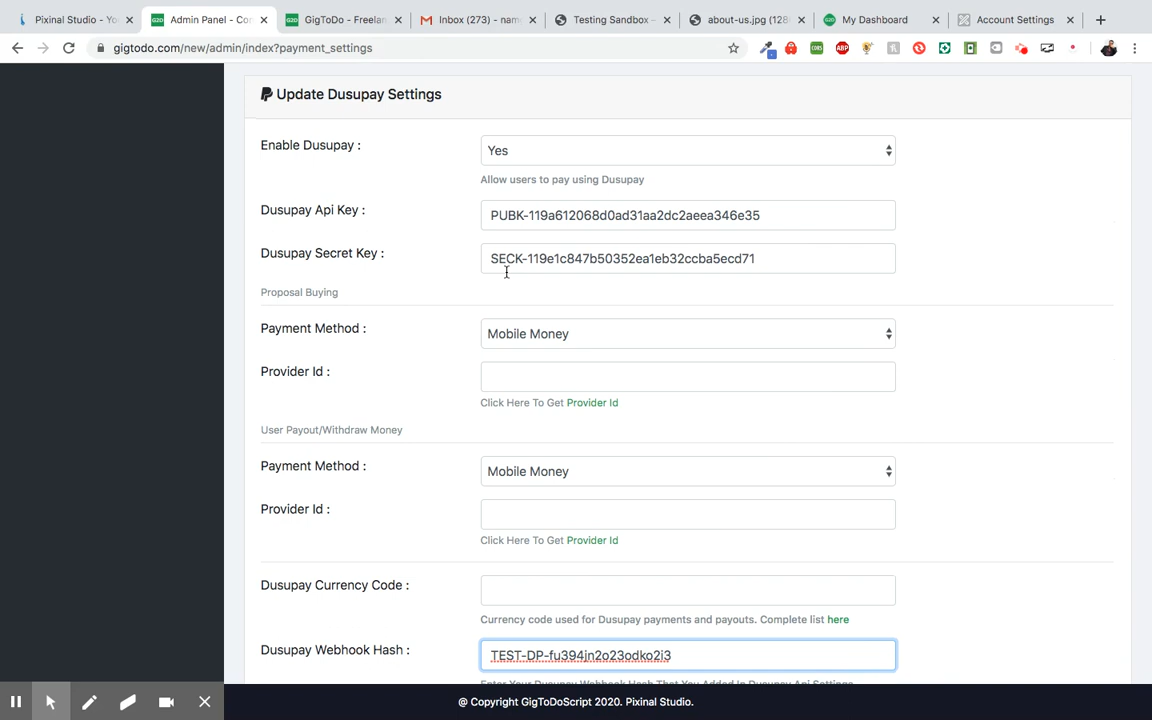 Pixinal Studio - Yo
Admin Panel - Con
GigToDo - Freelan
Inbox (273) - nam
Testing Sandbox -
about-us.jpg (128
My Dashboard
Account Settings
gigtodo.com/new/admin/index?payment_settings
Update Dusupay Settings
Enable Dusupay :
Yes
Allow users to pay using Dusupay
Dusupay Api Key :
PUBK-119a612068d0ad31aa2dc2aeea346e35
Dusupay Secret Key :
SECK-119e1c847b50352ea1eb32ccba5ecd71
Proposal Buying
Payment Method :
Mobile Money
Provider Id :
Click Here To Get Provider Id
User Payout/Withdraw Money
Payment Method :
Mobile Money
Provider Id :
Click Here To Get Provider Id
Dusupay Currency Code :
Currency code used for Dusupay payments and payouts. Complete list here
Dusupay Webhook Hash :
TEST-DP-fu394jn2o23odko2i3
Enter Your Dusupay Webhook Hash That You Added In Dusupay Api Settings
@ Copyright GigToDoScript 2020. Pixinal Studio.